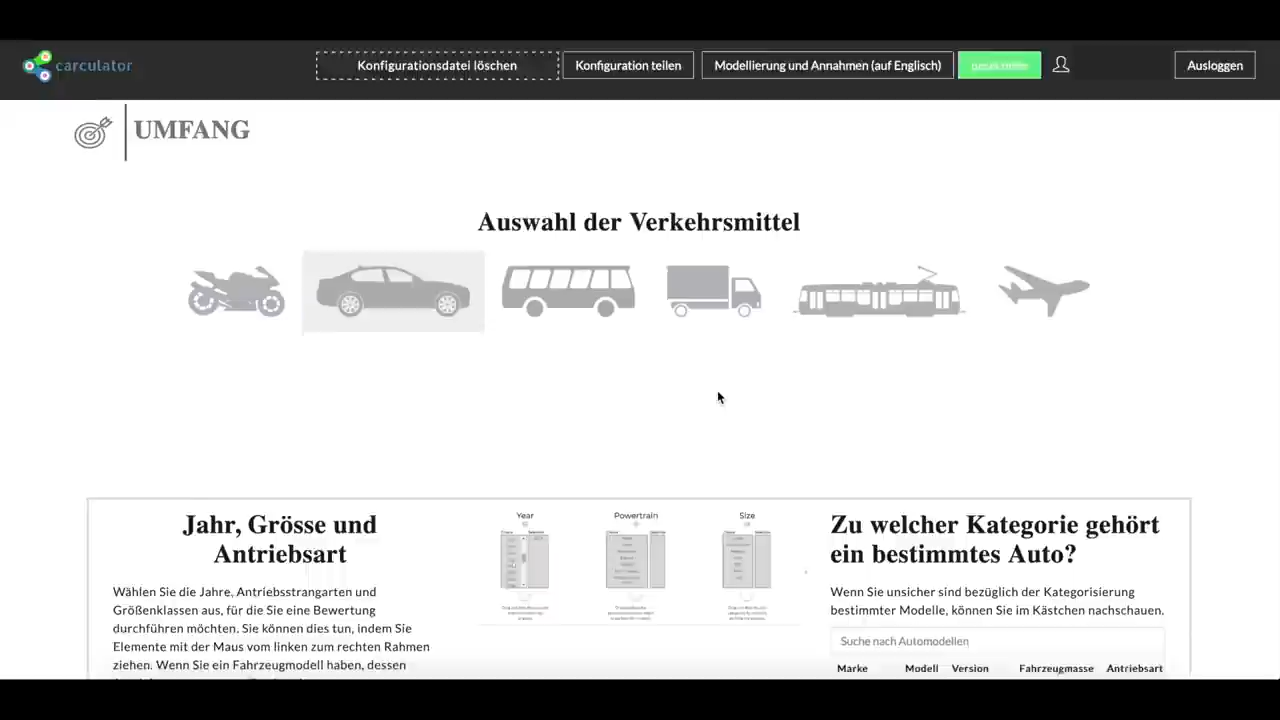 carculator
Konfigurationsdatei löschen
Konfiguration teilen
Modellierung und Annahmen (auf Englisch)
Ausloggen
UMFANG
Auswahl der Verkehrsmittel
Jahr, Grösse und
Antriebsart
Wählen Sie die Jahre, Antriebsstrangarten und
Größenklassen aus, für die Sie eine Bewertung
durchführen möchten. Sie können dies tun, indem Sie
Elemente mit der Maus vom linken zum rechten Rahmen
ziehen. Wenn Sie ein Fahrzeugmodell haben, dessen
Year
Powertrain
Size
Zu welcher Kategorie gehört
ein bestimmtes Auto?
Wenn Sie unsicher sind bezüglich der Kategorisierung
bestimmter Modelle, können Sie im Kästchen nachschauen.
Suche nach Automodellen
Marke Modell Version Fahrzeugmasse Antriebsart